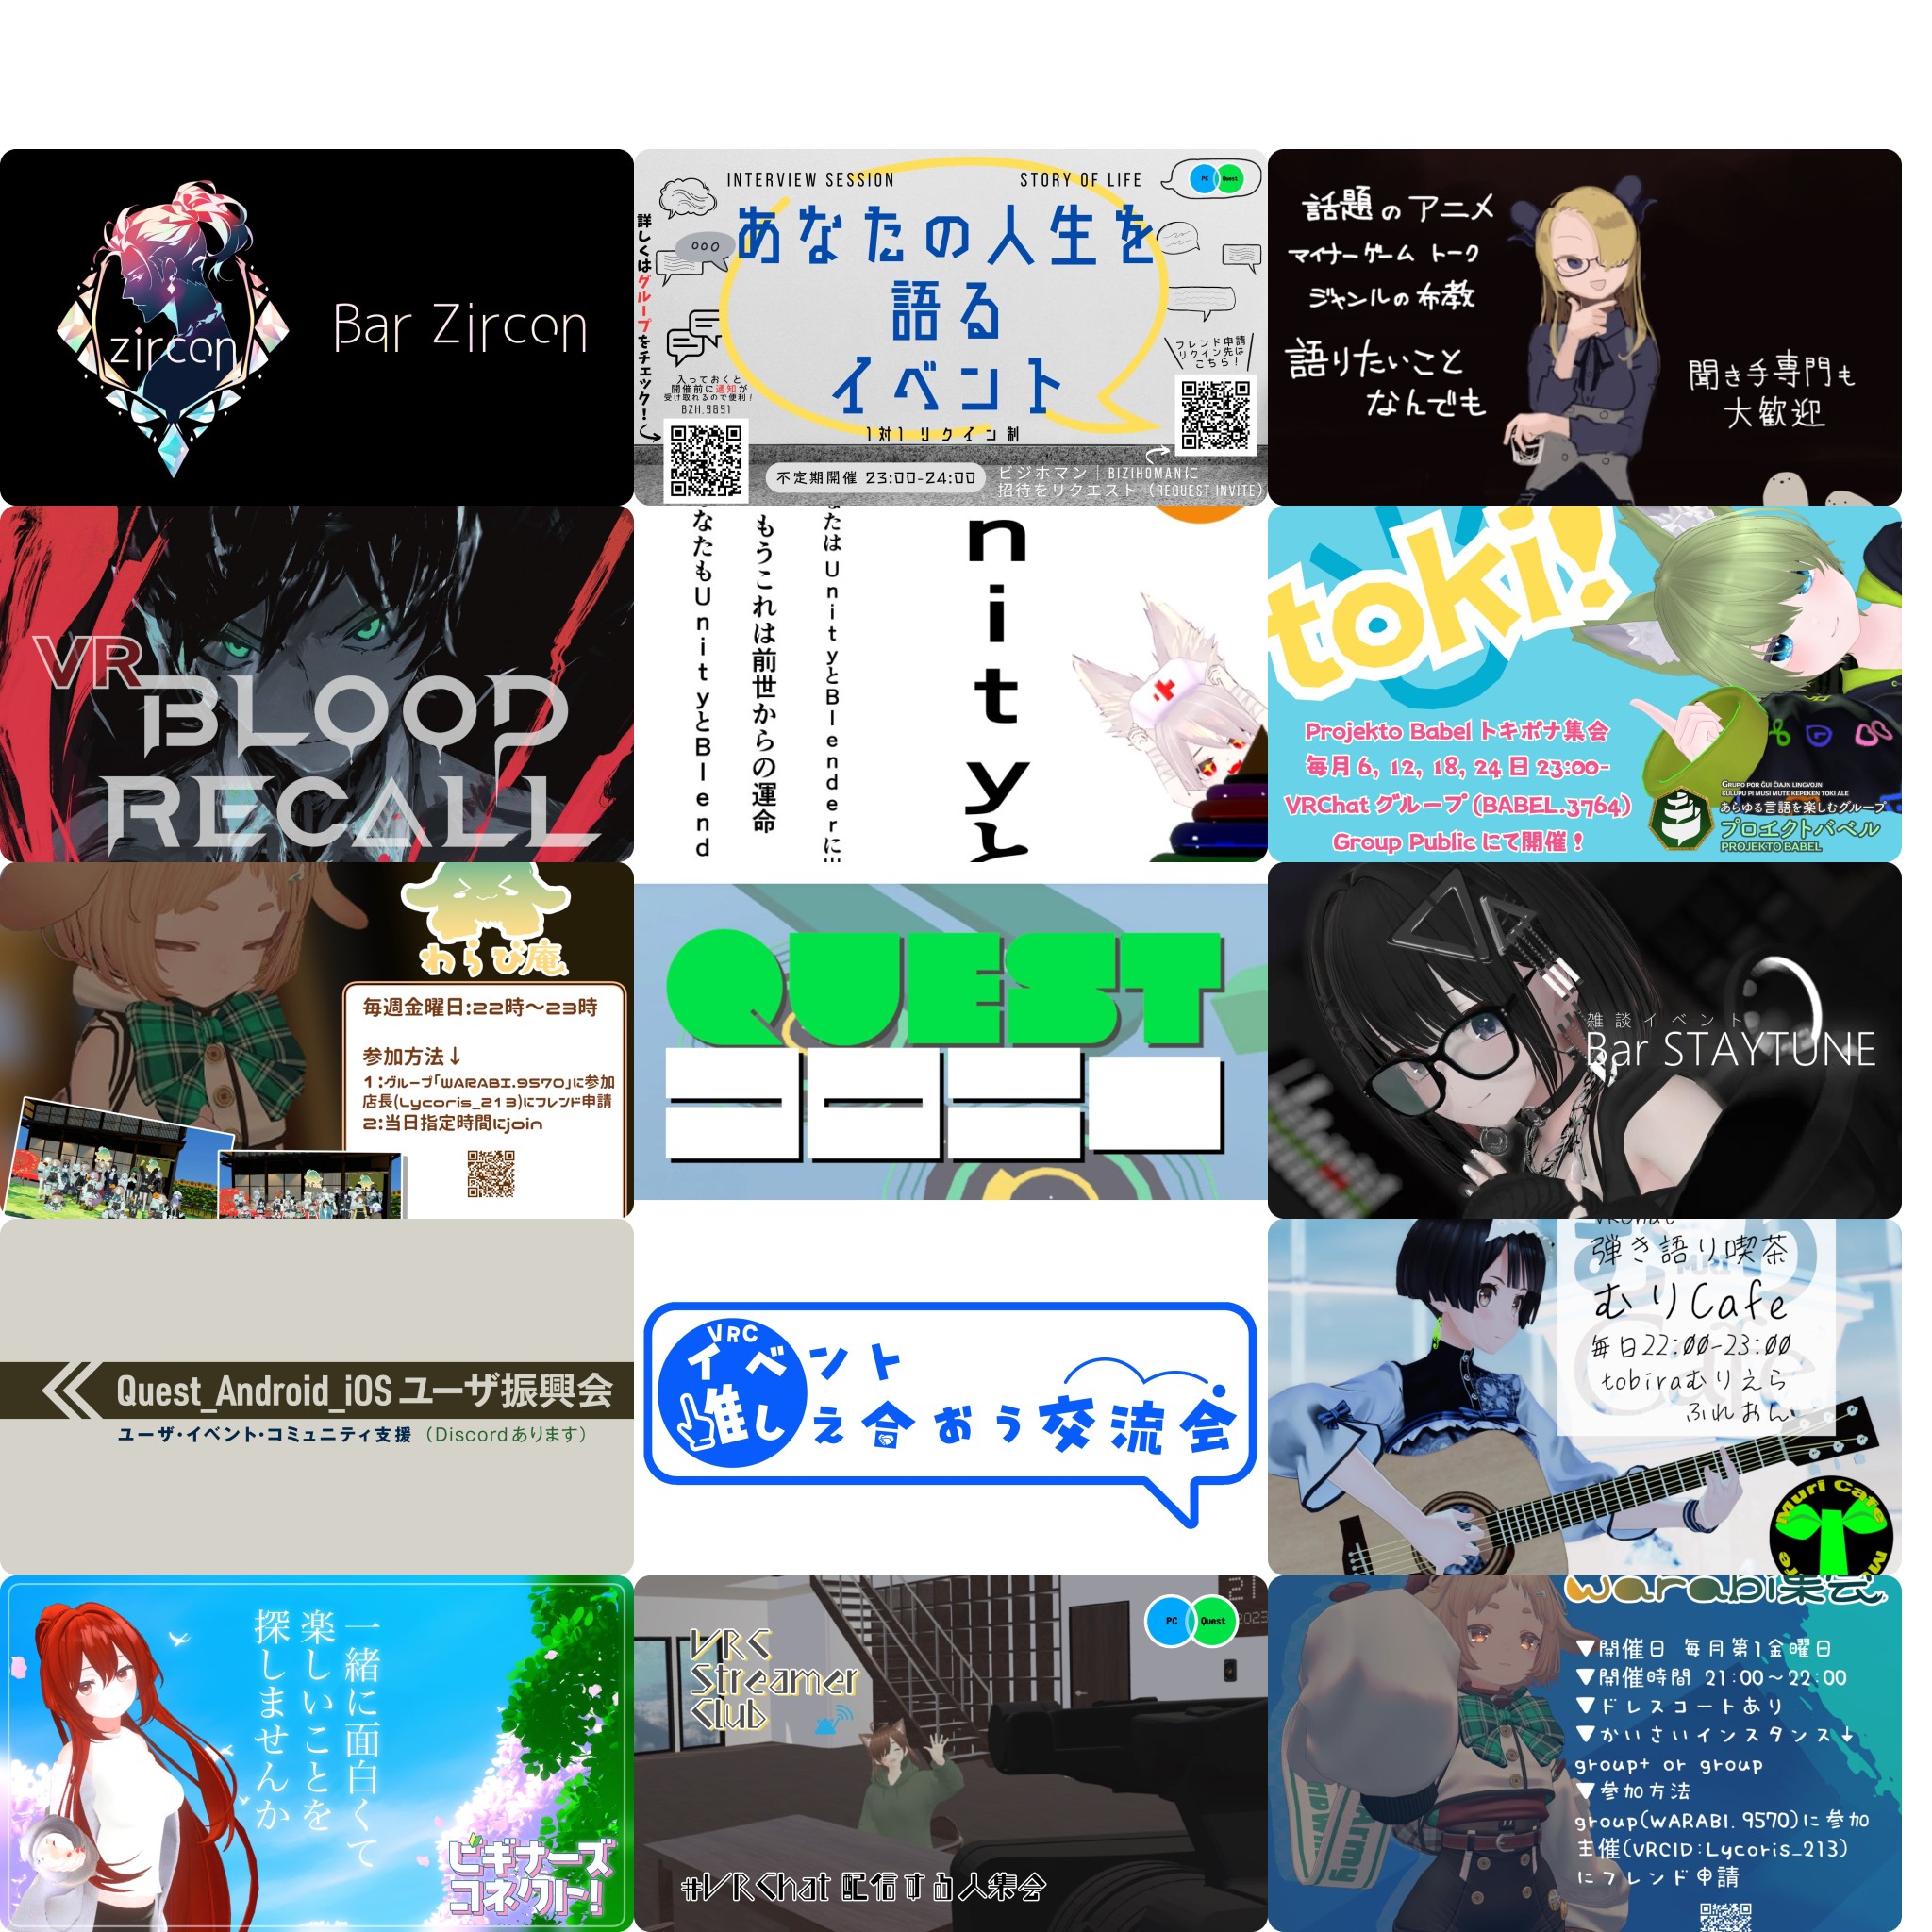 zircon
Bar Zircon
INTERVIEW SESSION
STORY OF LIFE
PC
Quest
あなたの人生を
語る
イベント
1対1 リクイン制
詳しくはグループをチェック!
入っておくと
開催前に通知が
受け取れるので便利!
BZH.9891
フレンド申請
リクイン先は
こちら!
不定期開催 23:00-24:00
ビジホマン|BIZIHOMANに
招待をリクエスト(REQUEST INVITE)
話題のアニメ
マイナーゲーム トーク
ジャンルの布教
語りたいこと
なんでも
聞き手専門も
大歓迎
VR
BLOOD
RECALL
nityと
たは UnityとBlenderに
もうこれは前世からの運命
なたもUnityとBlend
toki!
Projekto Babel トキポナ集会
毎月 6, 12, 18, 24 日 23:00-
VRChat グループ (BABEL.3764)
Group Public にて開催!
GRUPO POR ĜUI ĈIAJN LINGVOJN
KULUPU PI MUSI MUTE KEPEKEN TOKI ALE
あらゆる言語を楽しむグループ
プロエクトバベル
PROJEKTO BABEL
わらび庵
毎週金曜日:22時〜23時
参加方法↓
1:グループ「WARABI.9570」に参加
店長(Lycoris_213)にフレンド申請
2:当日指定時間にjoin
QUEST
雑談イベント
Bar STAYTUNE
Quest_Android_iOS ユーザ振興会
ユーザ・イベント・コミュニティ支援 (Discordあります)
VRC
イベント
推しえ合おう交流会
VRChat
弾き語り喫茶
むりCafe
毎日22:00-23:00
tobiraむりえら
ふれおん
Muri Cafe
一緒に面白くて
楽しいことを
探しませんか
ビギナーズ
コネクト!
VRC
Streamer
Club
PC
Quest
#VRChat 配信する人集会
warabi集会
▼開催日 毎月第1金曜日
▼開催時間 21:00〜22:00
▼ドレスコートあり
▼かいさいインスタンス↓
group+ or group
▼参加方法
group(WARABI.9570)に参加
主催(VRCID:Lycoris_213)
にフレンド申請